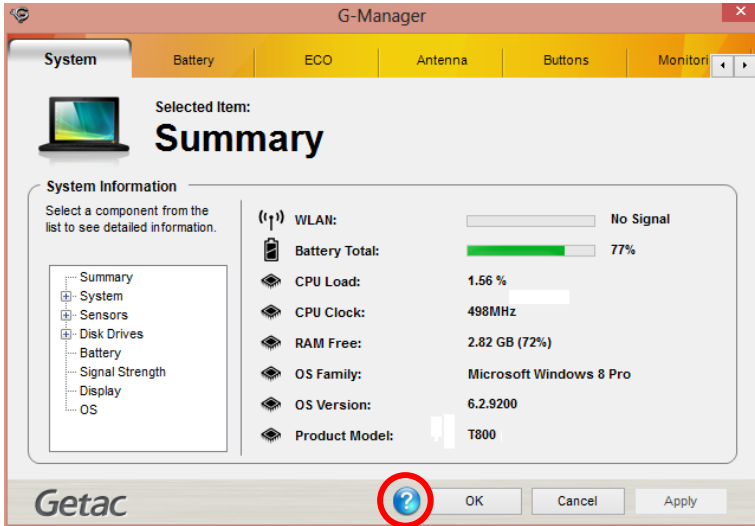 G-Manager
System Battery ECO Antenna Buttons Monitori
Selected Item:
Summary
System Information
Select a component from the
list to see detailed information.
Summary
System
Sensors
Disk Drives
Battery
Signal Strength
Display
OS
WLAN: No Signal
Battery Total: 77%
CPU Load: 1.56 %
CPU Clock: 498MHz
RAM Free: 2.82 GB (72%)
OS Family: Microsoft Windows 8 Pro
OS Version: 6.2.9200
Product Model: T800
Getac ? OK Cancel Apply